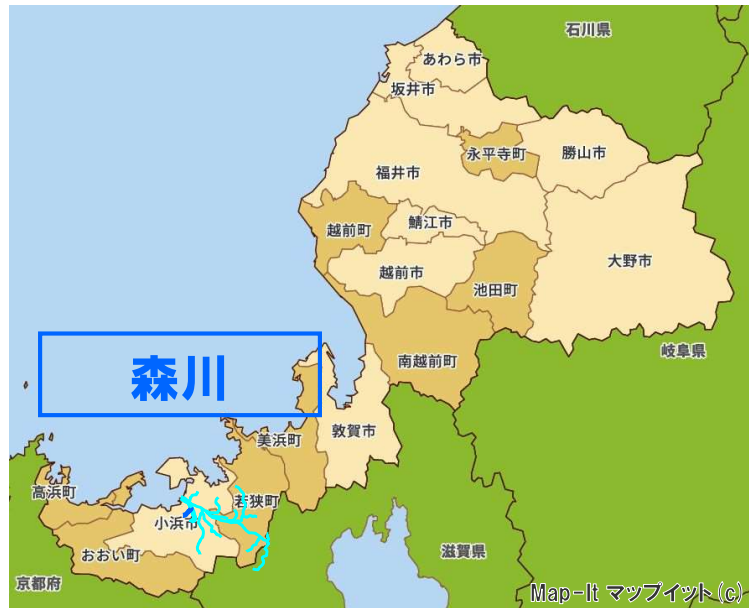 石川県
あわら市
坂井市
永平寺町
勝山市
福井市
越前町
鯖江市
越前市
池田町
大野市
南越前町
岐阜県
森川
美浜町
敦賀市
高浜町
若狭町
小浜市
おおい町
滋賀県
京都府
Map-It マップイット(c)